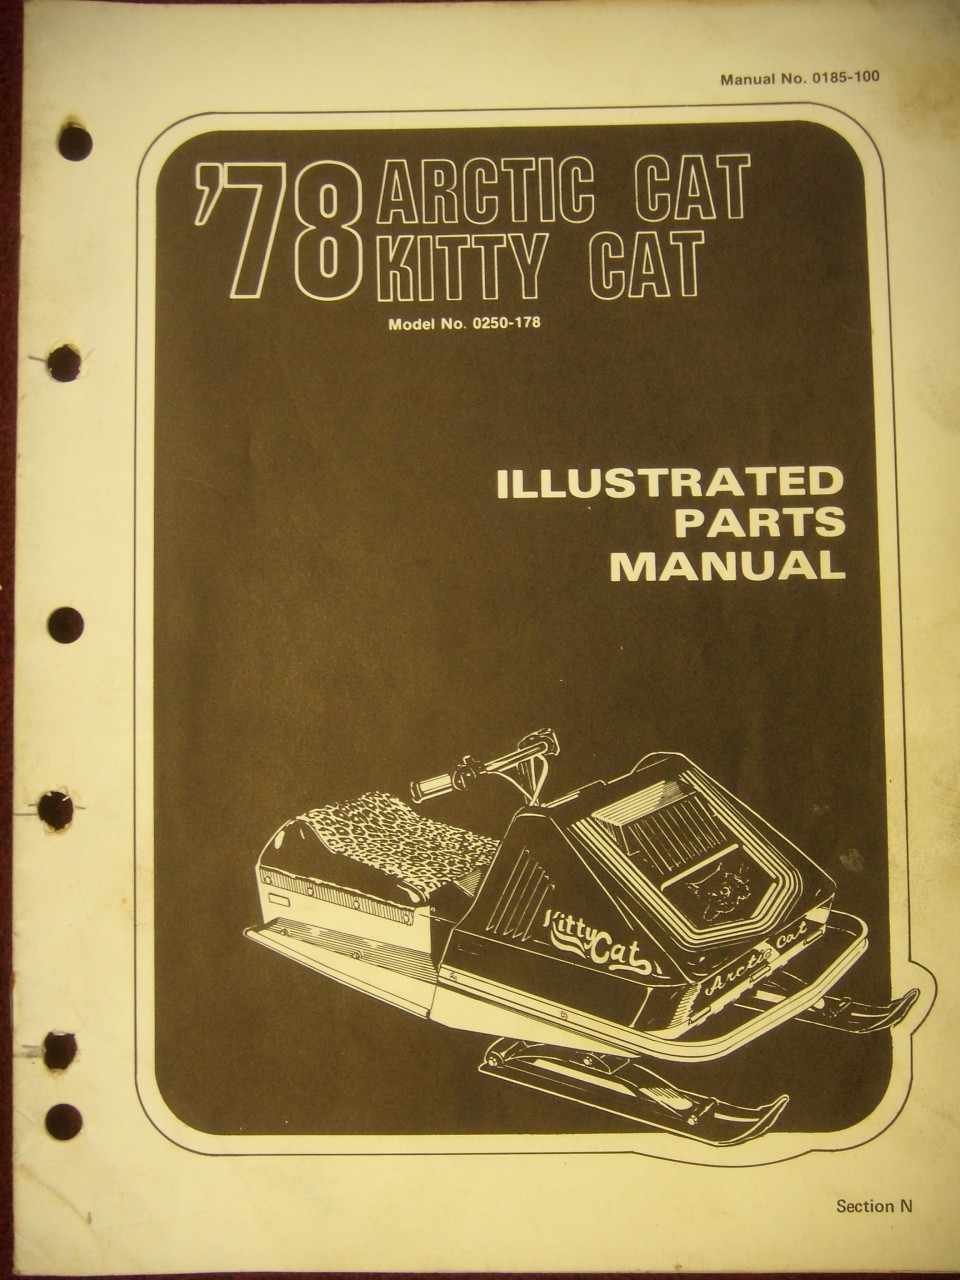 Manual No. 0185-100
'78 ARCTIC CAT
KITTY CAT
Model No. 0250-178
ILLUSTRATED
PARTS
MANUAL
Kitty Cat
Arctic Cat
Section N